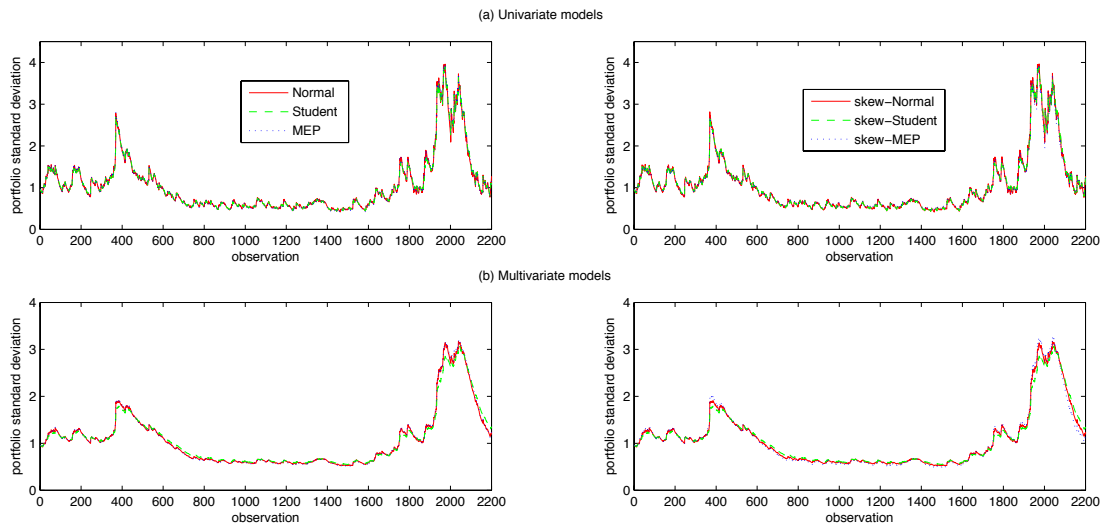 (a) Univariate models
portfolio standard deviation
4
3
2
1
0
Normal
Student
MEP
0 200 400 600 800 1000 1200 1400 1600 1800 2000 2200
observation
portfolio standard deviation
4
3
2
1
0
skew-Normal
skew-Student
skew-MEP
0 200 400 600 800 1000 1200 1400 1600 1800 2000 2200
observation
(b) Multivariate models
portfolio standard deviation
4
3
2
1
0
0 200 400 600 800 1000 1200 1400 1600 1800 2000 2200
observation
portfolio standard deviation
4
3
2
1
0
0 200 400 600 800 1000 1200 1400 1600 1800 2000 2200
observation